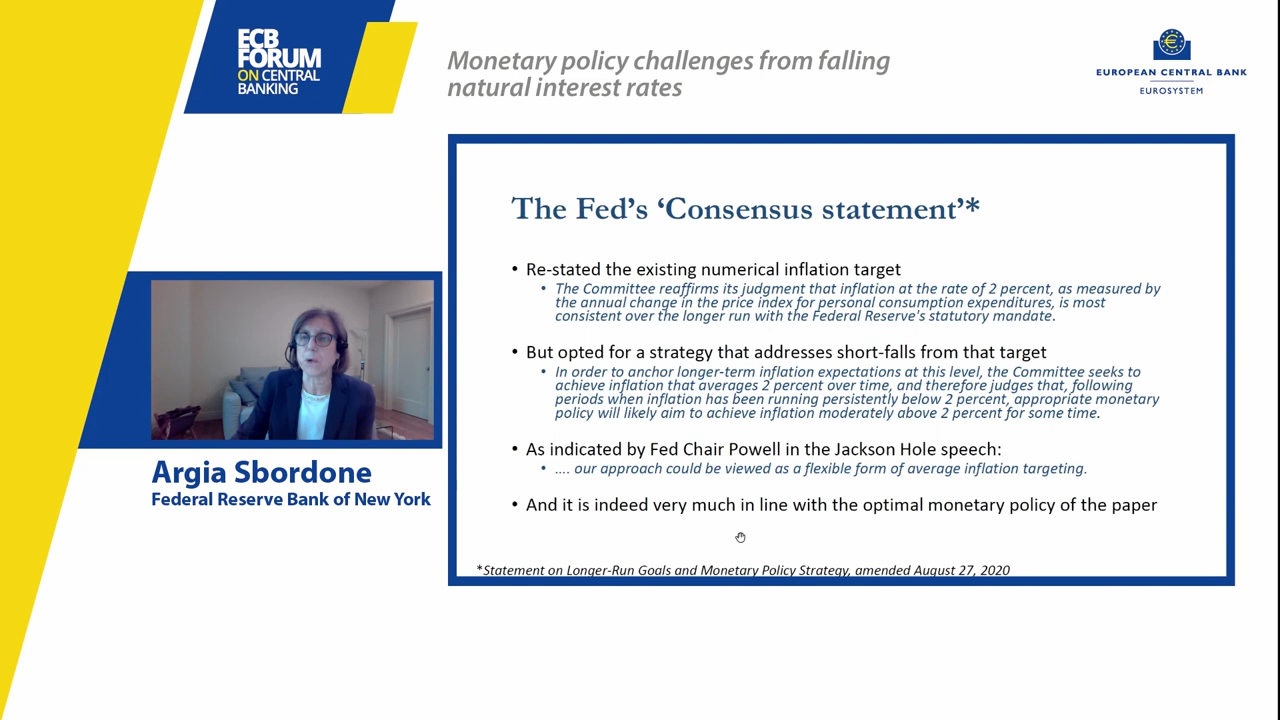 ECB
FORUM
ON CENTRAL
BANKING
Monetary policy challenges from falling
natural interest rates
EUROPEAN CENTRAL BANK
EUROSYSTEM
The Fed's 'Consensus statement'*
• Re-stated the existing numerical inflation target
• The Committee reaffirms its judgment that inflation at the rate of 2 percent, as measured by
the annual change in the price index for personal consumption expenditures, is most
consistent over the longer run with the Federal Reserve's statutory mandate.
• But opted for a strategy that addresses short-falls from that target
• In order to anchor longer-term inflation expectations at this level, the Committee seeks to
achieve inflation that averages 2 percent over time, and therefore judges that, following
periods when inflation has been running persistently below 2 percent, appropriate monetary
policy will likely aim to achieve inflation moderately above 2 percent for some time.
• As indicated by Fed Chair Powell in the Jackson Hole speech:
• .... our approach could be viewed as a flexible form of average inflation targeting.
• And it is indeed very much in line with the optimal monetary policy of the paper
*Statement on Longer-Run Goals and Monetary Policy Strategy, amended August 27, 2020
Argia Sbordone
Federal Reserve Bank of New York